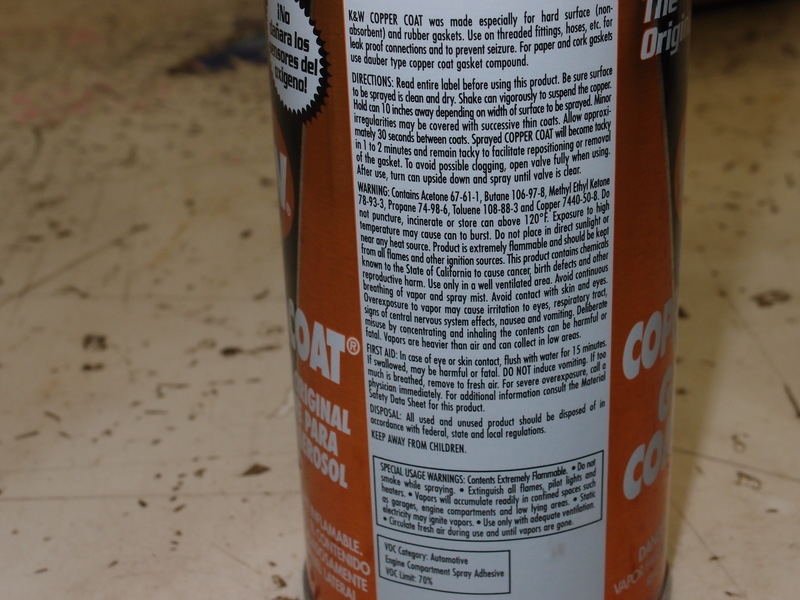 ¡No
dañara los
sensores del
oxígeno!
COAT®
ORIGINAL
PARA
AEROSOL
INFLAMABLE.
CONTENIDO
LATERAL
K&W COPPER COAT was made especially for hard surface (non-
absorbent) and rubber gaskets. Use on threaded fittings, hoses, etc. for
leak proof connections and to prevent seizure. For paper and cork gaskets
use dauber type copper coat gasket compound.
DIRECTIONS: Read entire label before using this product. Be sure surface
to be sprayed is clean and dry. Shake can vigorously to suspend the copper.
Hold can 10 inches away depending on width of surface to be sprayed. Minor
irregularities may be covered with successive thin coats. Allow approxi-
mately 30 seconds between coats. Sprayed COPPER COAT will become tacky
in 1 to 2 minutes and remain tacky to facilitate repositioning or removal
of the gasket. To avoid possible clogging, open valve fully when using.
After use, turn can upside down and spray until valve is clear.
WARNING: Contains Acetone 67-61-1, Butane 106-97-8, Methyl Ethyl Ketone
78-93-3, Propane 74-98-6, Toluene 108-88-3 and Copper 7440-50-8. Do
not puncture, incinerate or store can above 120°F. Exposure to high
temperature may cause can to burst. Do not place in direct sunlight or
near any heat source. Product is extremely flammable and should be kept
from all flames and other ignition sources. This product contains chemicals
known to the State of California to cause cancer, birth defects and other
reproductive harm. Use only in a well ventilated area. Avoid continuous
breathing of vapor and spray mist. Avoid contact with skin and eyes.
Overexposure to vapor may cause irritation to eyes, respiratory tract,
signs of central nervous system effects, nausea and vomiting. Deliberate
misuse by concentrating and inhaling the contents can be harmful or
fatal. Vapors are heavier than air and can collect in low areas.
FIRST AID: In case of eye or skin contact, flush with water for 15 minutes.
If swallowed, may be harmful or fatal. DO NOT induce vomiting. If too
much is breathed, remove to fresh air. For severe overexposure, call a
physician immediately. For additional information consult the Material
Safety Data Sheet for this product.
DISPOSAL: All used and unused product should be disposed of in
accordance with federal, state and local regulations.
KEEP AWAY FROM CHILDREN.
SPECIAL USAGE WARNINGS: Contents Extremely Flammable. • Do not
smoke while spraying. • Extinguish all flames, pilot lights and
heaters. • Vapors will accumulate readily in confined spaces such
as garages, engine compartments and low lying areas. • Static
electricity may ignite vapors. • Use only with adequate ventilation.
• Circulate fresh air during use and until vapors are gone.
VOC Category: Automotive
Engine Compartment Spray Adhesive
VOC Limit: 70%
The
Origin
COP
C
CO
DA
VAPOR